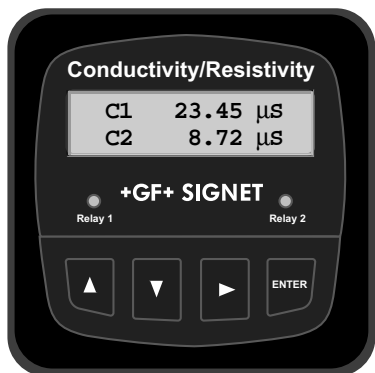 Conductivity/Resistivity
C1 23.45 µS
C2 8.72 µS
+GF+ SIGNET
Relay 1 Relay 2
ENTER